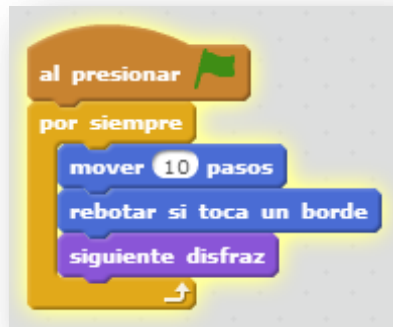 al presionar
por siempre
mover 10 pasos
rebotar si toca un borde
siguiente disfraz